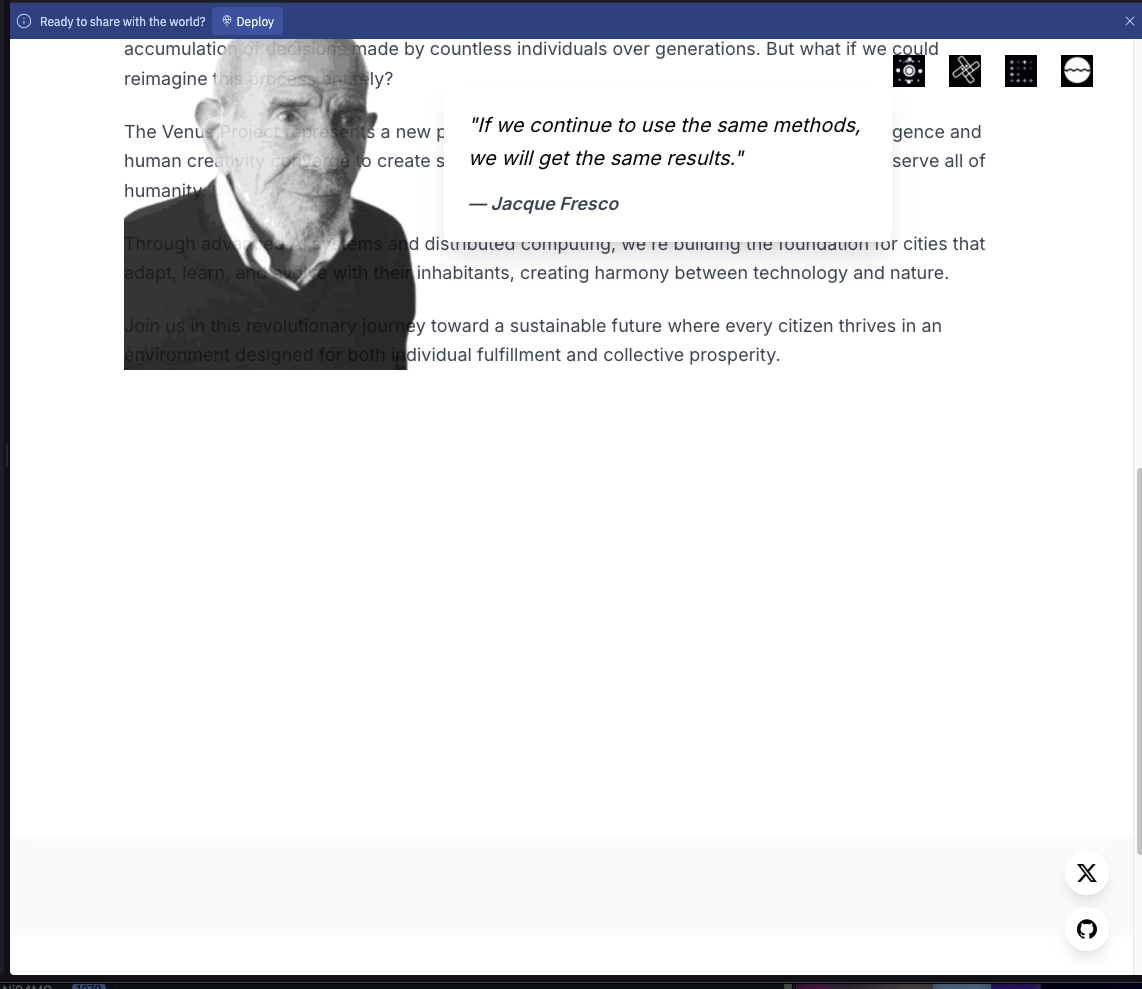 Ready to share with the world?
Deploy
accumulation of decisions made by countless individuals over generations. But what if we could
reimagine this process entirely?
"If we continue to use the same methods,
we will get the same results."
— Jacque Fresco
The Venus Project represents a new p
gence and
human creativity converge to create s
serve all of
humanity
Through advanced AI systems and distributed computing, we're building the foundation for cities that
adapt, learn, and evolve with their inhabitants, creating harmony between technology and nature.
Join us in this revolutionary journey toward a sustainable future where every citizen thrives in an
environment designed for both individual fulfillment and collective prosperity.